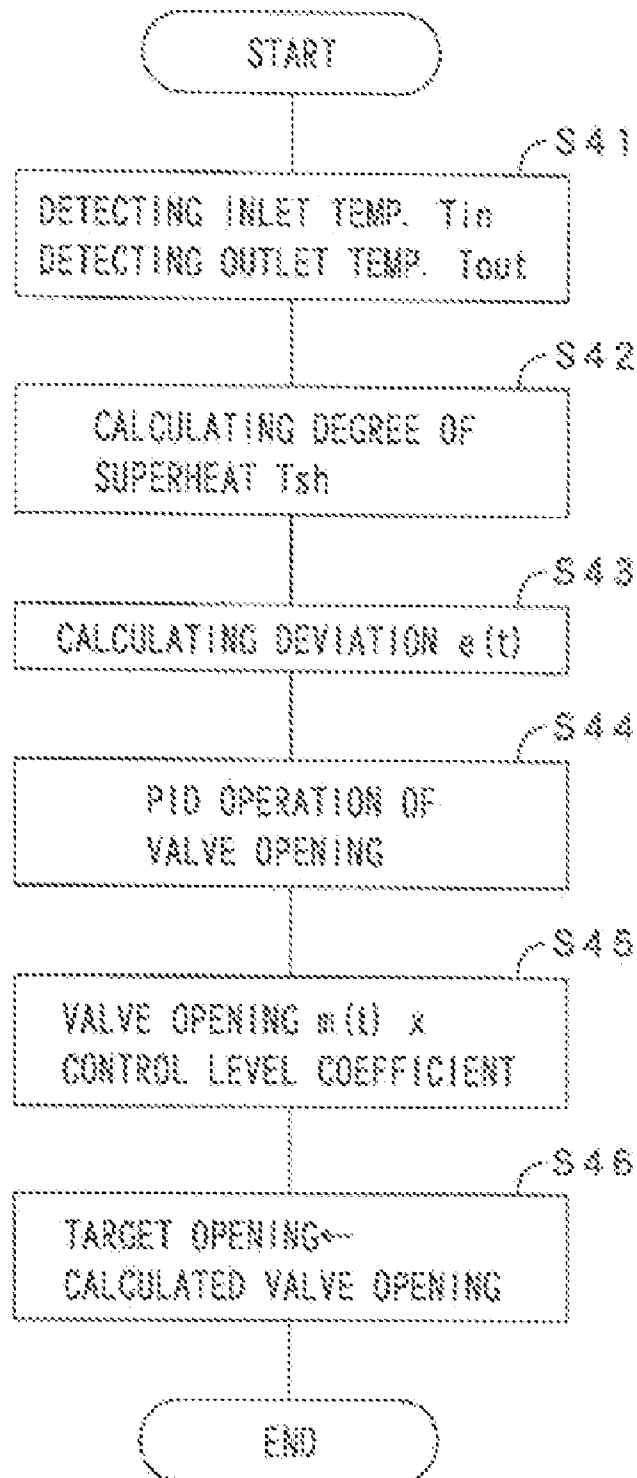 START
S41
DETECTING INLET TEMP. Tin
DETECTING OUTLET TEMP. Tout
S42
CALCULATING DEGREE OF
SUPERHEAT Tsh
S43
CALCULATING DEVIATION e(t)
S44
PID OPERATION OF
VALVE OPENING
S45
VALVE OPENING m(t) x
CONTROL LEVEL COEFFICIENT
S46
TARGET OPENING←
CALCULATED VALVE OPENING
END